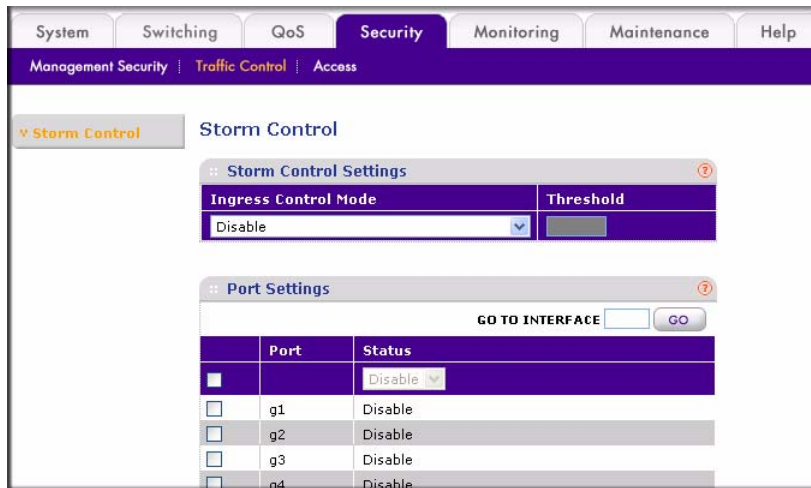 System Switching QoS Security Monitoring Maintenance Help
Management Security Traffic Control Access
Storm Control
Storm Control
Storm Control Settings
Ingress Control Mode Threshold
Disable
Port Settings
GO TO INTERFACE GO
Port Status
Disable
g1 Disable
g2 Disable
g3 Disable
g4 Disable